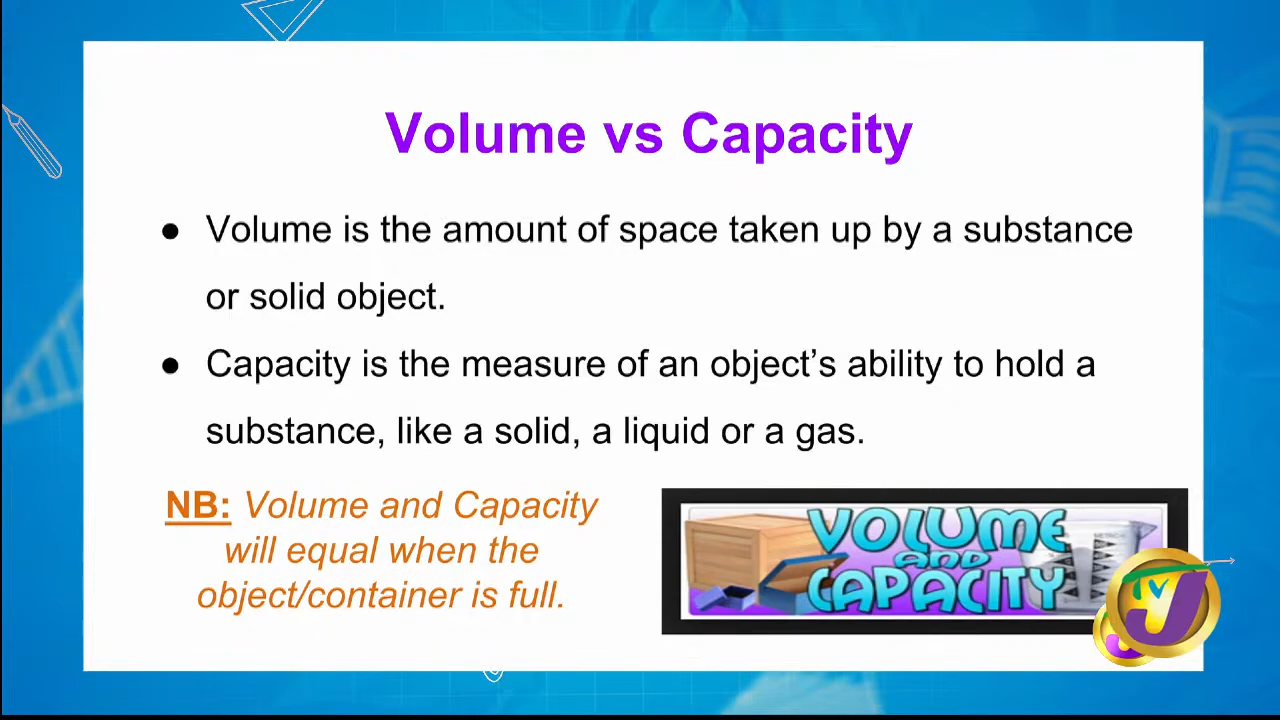 Volume vs Capacity
● Volume is the amount of space taken up by a substance
or solid object.
● Capacity is the measure of an object’s ability to hold a
substance, like a solid, a liquid or a gas.
NB: Volume and Capacity
will equal when the
object/container is full.
VOLUME
AND
CAPACITY
TVJ